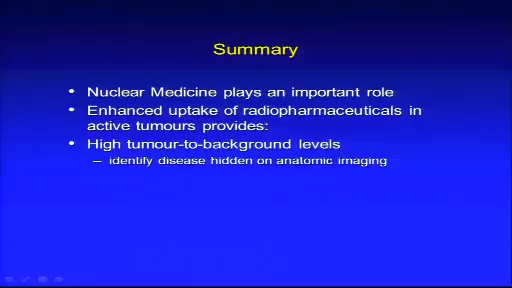 Summary
• Nuclear Medicine plays an important role
• Enhanced uptake of radiopharmaceuticals in
active tumours provides:
• High tumour-to-background levels
– identify disease hidden on anatomic imaging